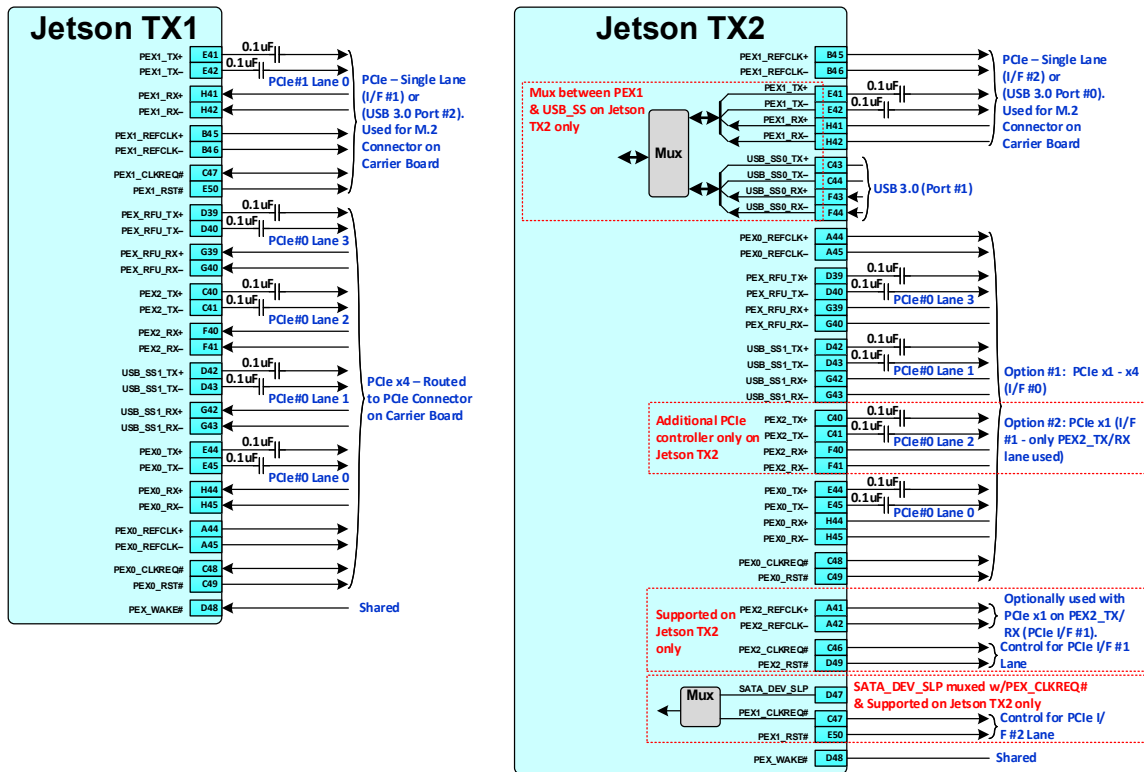 Jetson TX1
PEX1_TX+ E41 0.1uF
PEX1_TX– E42 0.1uF PCIe#1 Lane 0
PEX1_RX+ H41
PEX1_RX– H42
PEX1_REFCLK+ B45
PEX1_REFCLK– B46
PEX1_CLKREQ# C47
PEX1_RST# E50
PCIe – Single Lane
(I/F #1) or
(USB 3.0 Port #2).
Used for M.2
Connector on
Carrier Board
PEX_RFU_TX+ D39 0.1uF
PEX_RFU_TX– D40 0.1uF PCIe#0 Lane 3
PEX_RFU_RX+ G39
PEX_RFU_RX– G40
PEX2_TX+ C40 0.1uF
PEX2_TX– C41 0.1uF PCIe#0 Lane 2
PEX2_RX+ F40
PEX2_RX– F41
USB_SS1_TX+ D42 0.1uF
USB_SS1_TX– D43 0.1uF PCIe#0 Lane 1
USB_SS1_RX+ G42
USB_SS1_RX– G43
PEX0_TX+ E44 0.1uF
PEX0_TX– E45 0.1uF PCIe#0 Lane 0
PEX0_RX+ H44
PEX0_RX– H45
PEX0_REFCLK+ A44
PEX0_REFCLK– A45
PEX0_CLKREQ# C48
PEX0_RST# C49
PCIe x4 – Routed
to PCIe Connector
on Carrier Board
PEX_WAKE# D48 Shared
Jetson TX2
PEX1_REFCLK+ B45
PEX1_REFCLK– B46
Mux between PEX1
& USB_SS on Jetson
TX2 only
Mux
PEX1_TX+ E41 0.1uF
PEX1_TX– E42 0.1uF
PEX1_RX+ H41
PEX1_RX– H42
PCIe – Single Lane
(I/F #2) or
(USB 3.0 Port #0).
Used for M.2
Connector on
Carrier Board
USB_SS0_TX+ C43
USB_SS0_TX– C44
USB_SS0_RX+ F43
USB_SS0_RX– F44
USB 3.0 (Port #1)
PEX0_REFCLK+ A44
PEX0_REFCLK– A45
PEX_RFU_TX+ D39 0.1uF
PEX_RFU_TX– D40 0.1uF PCIe#0 Lane 3
PEX_RFU_RX+ G39
PEX_RFU_RX– G40
USB_SS1_TX+ D42 0.1uF
USB_SS1_TX– D43 0.1uF PCIe#0 Lane 1
USB_SS1_RX+ G42
USB_SS1_RX– G43
Option #1: PCIe x1 - x4
(I/F #0)
Additional PCIe
controller only on
Jetson TX2
PEX2_TX+ C40 0.1uF
PEX2_TX– C41 0.1uF PCIe#0 Lane 2
PEX2_RX+ F40
PEX2_RX– F41
Option #2: PCIe x1 (I/F
#1 - only PEX2_TX/RX
lane used)
PEX0_TX+ E44 0.1uF
PEX0_TX– E45 0.1uF PCIe#0 Lane 0
PEX0_RX+ H44
PEX0_RX– H45
PEX0_CLKREQ# C48
PEX0_RST# C49
Supported on
Jetson TX2
only
PEX2_REFCLK+ A41
PEX2_REFCLK– A42
Optionally used with
PCIe x1 on PEX2_TX/
RX (PCIe I/F #1).
PEX2_CLKREQ# C46
PEX2_RST# D49
Control for PCIe I/F #1
Lane
Mux
SATA_DEV_SLP D47
SATA_DEV_SLP muxed w/PEX_CLKREQ#
& Supported on Jetson TX2 only
PEX1_CLKREQ# C47
PEX1_RST# E50
Control for PCIe I/
F #2 Lane
PEX_WAKE# D48 Shared